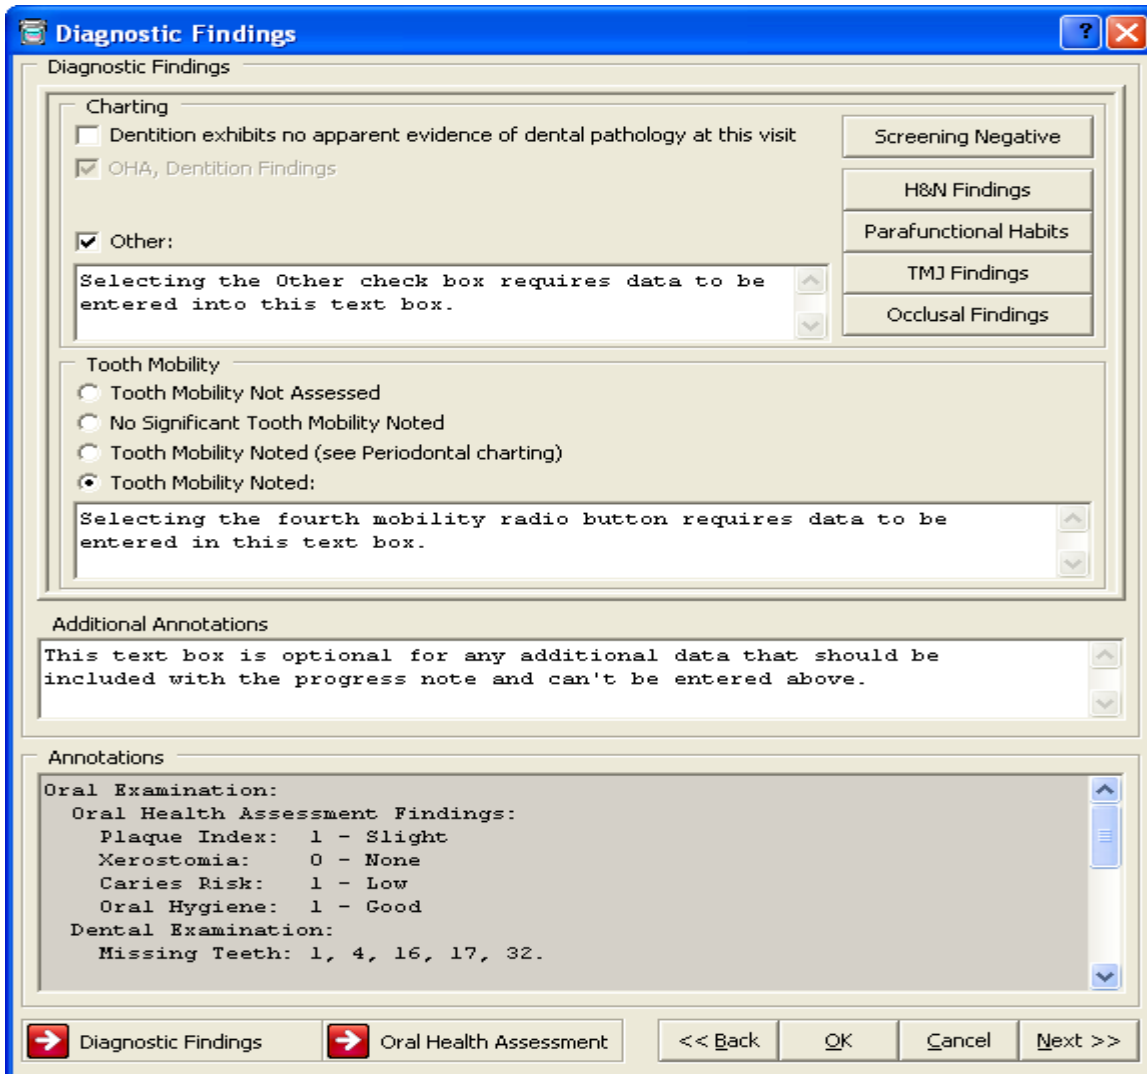 Diagnostic Findings
?
Diagnostic Findings
Charting
Dentition exhibits no apparent evidence of dental pathology at this visit
Screening Negative
OHA, Dentition Findings
H&N Findings
Parafunctional Habits
Other:
TMJ Findings
Selecting the Other check box requires data to be
entered into this text box.
Occlusal Findings
Tooth Mobility
Tooth Mobility Not Assessed
No Significant Tooth Mobility Noted
Tooth Mobility Noted (see Periodontal charting)
Tooth Mobility Noted:
Selecting the fourth mobility radio button requires data to be
entered in this text box.
Additional Annotations
This text box is optional for any additional data that should be
included with the progress note and can't be entered above.
Annotations
Oral Examination:
Oral Health Assessment Findings:
Plaque Index: 1 - Slight
Xerostomia: 0 - None
Caries Risk: 1 - Low
Oral Hygiene: 1 - Good
Dental Examination:
Missing Teeth: 1, 4, 16, 17, 32.
Diagnostic Findings
Oral Health Assessment
<< Back
OK
Cancel
Next >>